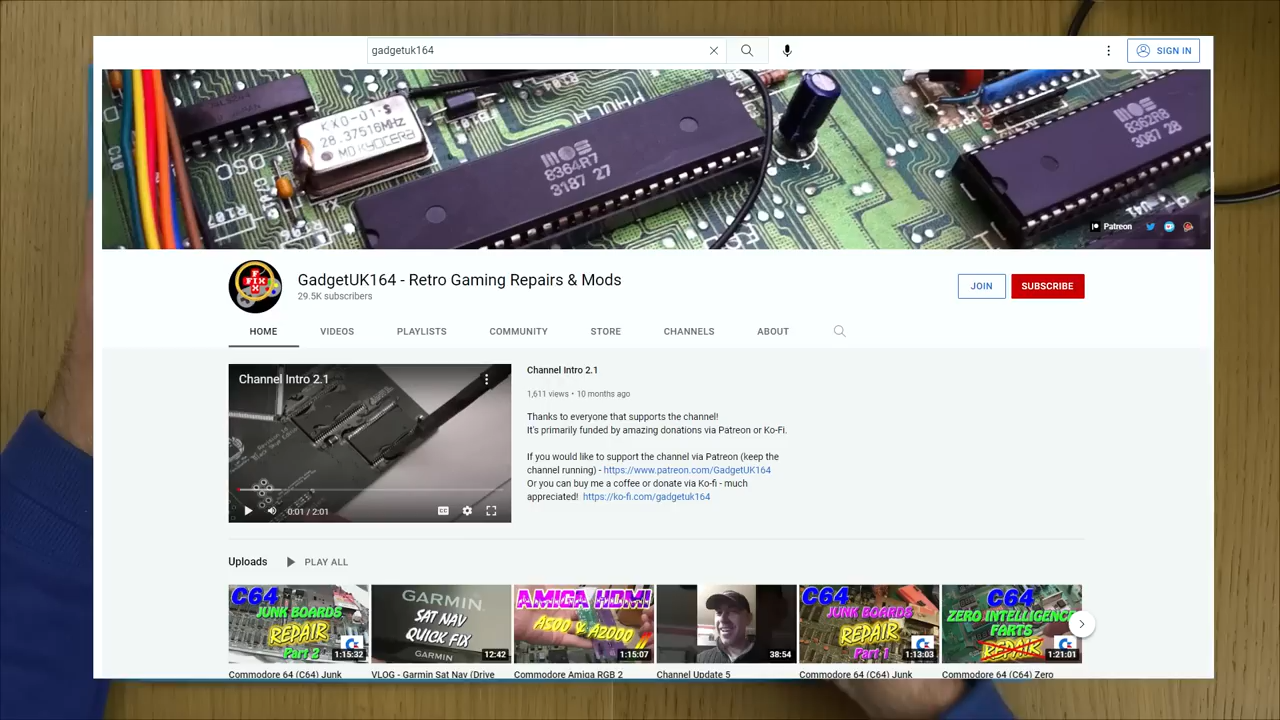 gadgetuk164
SIGN IN
KXO-01-$
28.37516MHz
MOS
8364R7
3187 27
MOS
8362R8
3087 28
OSC
R107
Patreon
F
FIX
X
GadgetUK164 - Retro Gaming Repairs & Mods
29.5K subscribers
JOIN
SUBSCRIBE
HOME
VIDEOS
PLAYLISTS
COMMUNITY
STORE
CHANNELS
ABOUT
Channel Intro 2.1
0:01 / 2:01
CC
Channel Intro 2.1
1,611 views • 10 months ago
Thanks to everyone that supports the channel!
It's primarily funded by amazing donations via Patreon or Ko-Fi.
If you would like to support the channel via Patreon (keep the
channel running) - https://www.patreon.com/GadgetUK164
Or you can buy me a coffee or donate via Ko-fi - much
appreciated! https://ko-fi.com/gadgetuk164
Uploads
PLAY ALL
C64
JUNK BOARDS
REPAIR
Part 2
1:15:32
GARMIN
SAT NAV
QUICK FIX
GARMIN
12:42
AMIGA HDMI
A500 & A2000
1:15:07
38:54
C64
JUNK BOARDS
REPAIR
Part 1
1:13:03
C64
ZERO INTELLIGENCE
FARTS
REPAIR
1:21:01
Commodore 64 (C64) Junk
VLOG - Garmin Sat Nav (Drive
Commodore Amiga RGB 2
Channel Update 5
Commodore 64 (C64) Junk
Commodore 64 (C64) Zero